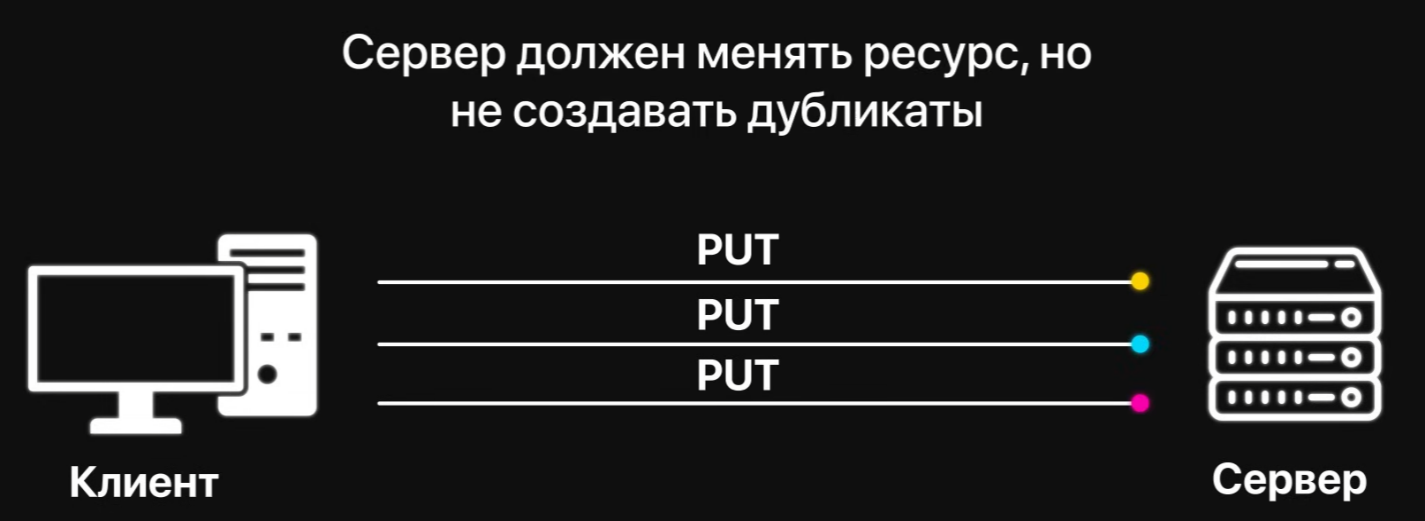 Сервер должен менять ресурс, но
не создавать дубликаты
PUT
PUT
PUT
Клиент
Сервер